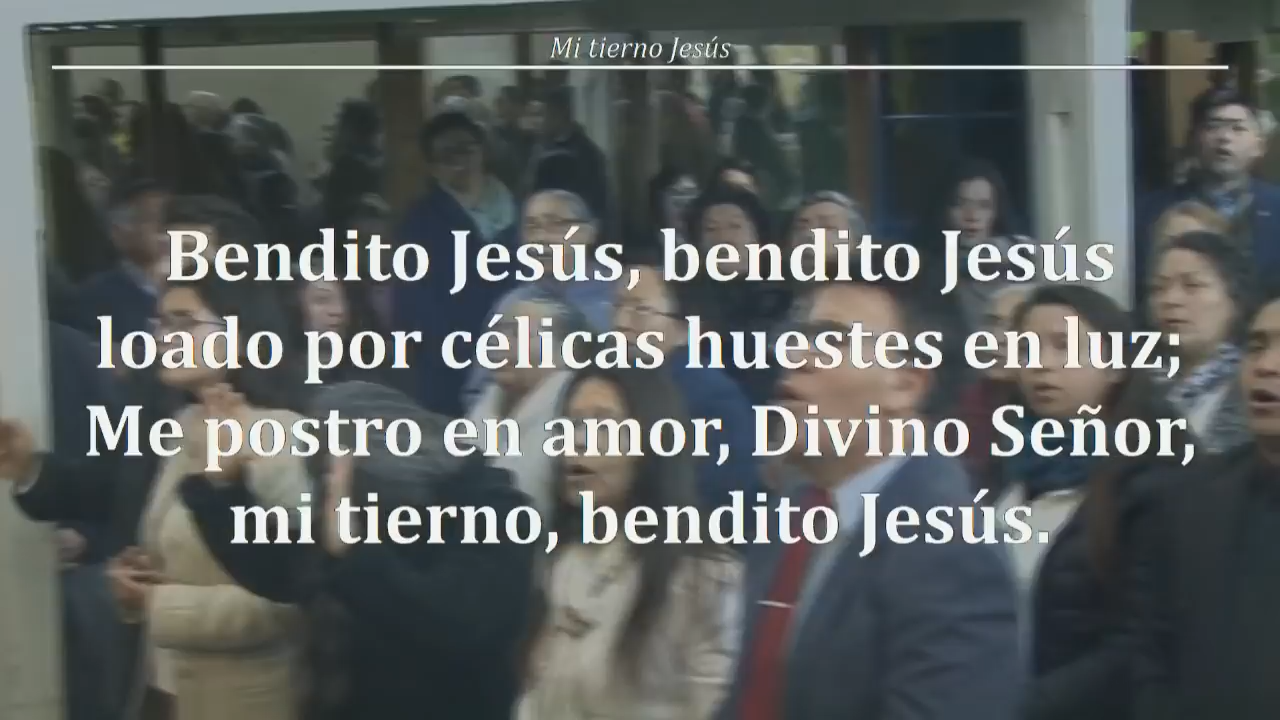 Mi tierno Jesús
Bendito Jesús, bendito Jesús
loado por célicas huestes en luz;
Me postro en amor, Divino Señor,
mi tierno, bendito Jesús.